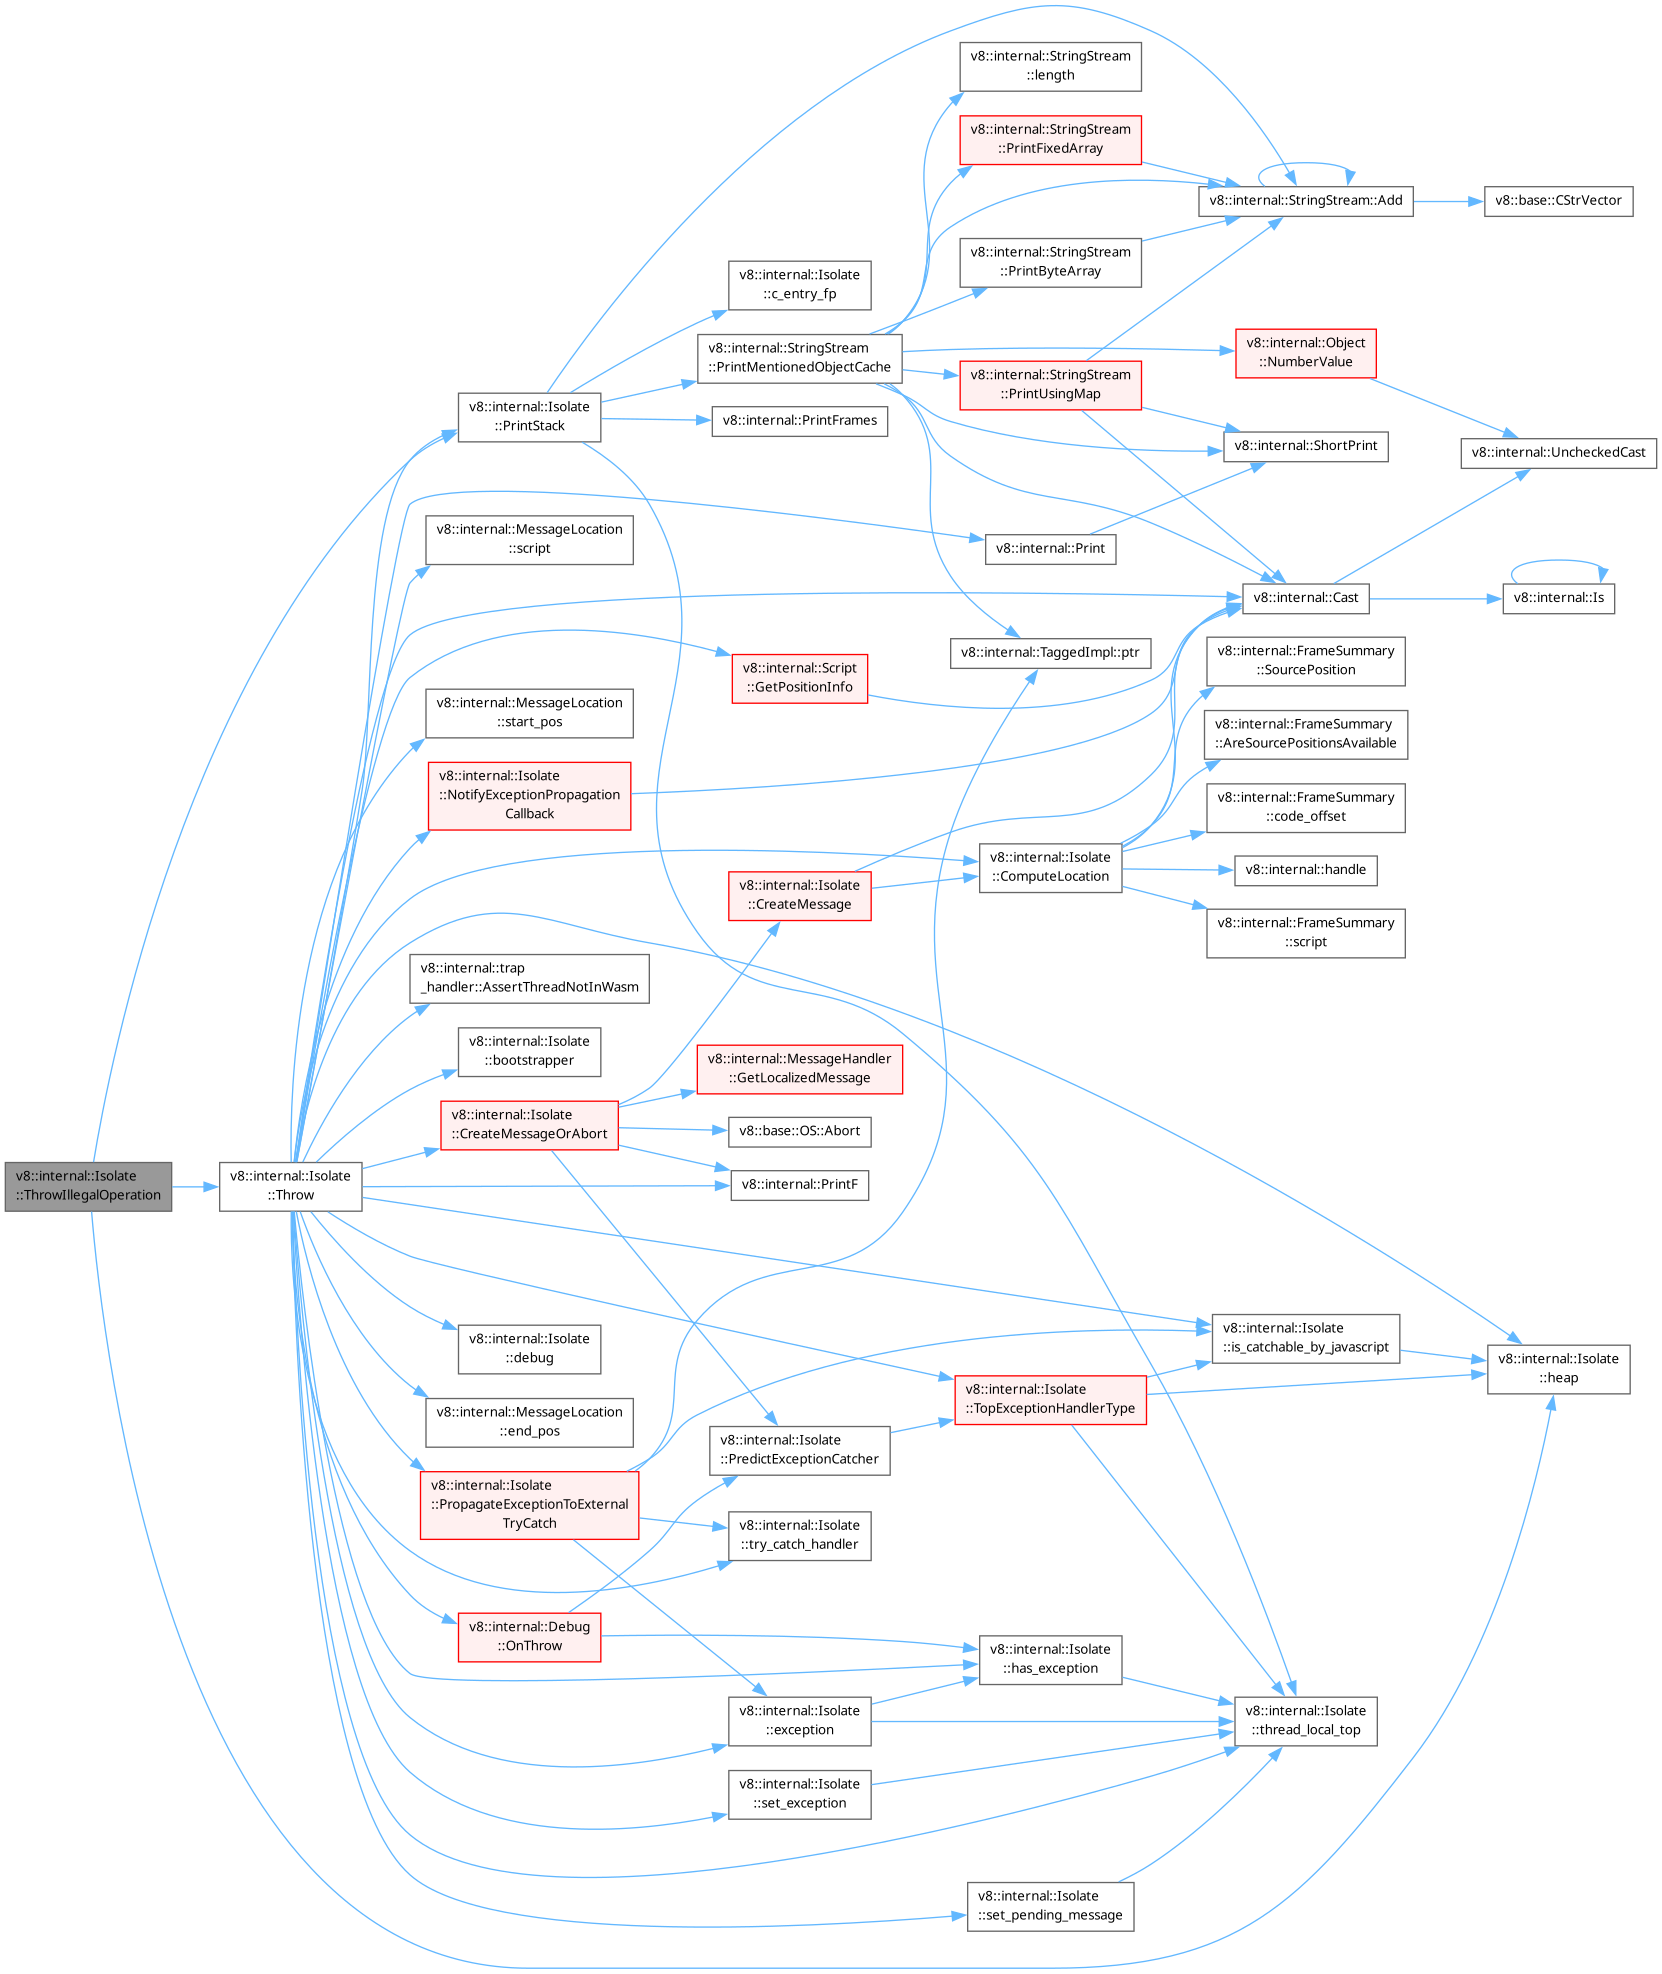 v8::internal::StringStream
::length
v8::internal::StringStream
::PrintFixedArray
v8::internal::StringStream::Add
v8::base::CStrVector
v8::internal::StringStream
::PrintByteArray
v8::internal::Isolate
::c_entry_fp
v8::internal::StringStream
::PrintMentionedObjectCache
v8::internal::Object
::NumberValue
v8::internal::StringStream
::PrintUsingMap
v8::internal::Isolate
::PrintStack
v8::internal::PrintFrames
v8::internal::ShortPrint
v8::internal::UncheckedCast
v8::internal::MessageLocation
::script
v8::internal::Print
v8::internal::Cast
v8::internal::Is
v8::internal::TaggedImpl::ptr
v8::internal::FrameSummary
::SourcePosition
v8::internal::Script
::GetPositionInfo
v8::internal::MessageLocation
::start_pos
v8::internal::FrameSummary
::AreSourcePositionsAvailable
v8::internal::Isolate
::NotifyExceptionPropagation
Callback
v8::internal::FrameSummary
::code_offset
v8::internal::Isolate
::ComputeLocation
v8::internal::handle
v8::internal::Isolate
::CreateMessage
v8::internal::FrameSummary
::script
v8::internal::trap
_handler::AssertThreadNotInWasm
v8::internal::Isolate
::bootstrapper
v8::internal::MessageHandler
::GetLocalizedMessage
v8::internal::Isolate
::CreateMessageOrAbort
v8::base::OS::Abort
v8::internal::Isolate
::ThrowIllegalOperation
v8::internal::Isolate
::Throw
v8::internal::PrintF
v8::internal::Isolate
::debug
v8::internal::Isolate
::is_catchable_by_javascript
v8::internal::Isolate
::heap
v8::internal::Isolate
::TopExceptionHandlerType
v8::internal::MessageLocation
::end_pos
v8::internal::Isolate
::PredictExceptionCatcher
v8::internal::Isolate
::PropagateExceptionToExternal
TryCatch
v8::internal::Isolate
::try_catch_handler
v8::internal::Debug
::OnThrow
v8::internal::Isolate
::has_exception
v8::internal::Isolate
::exception
v8::internal::Isolate
::thread_local_top
v8::internal::Isolate
::set_exception
v8::internal::Isolate
::set_pending_message